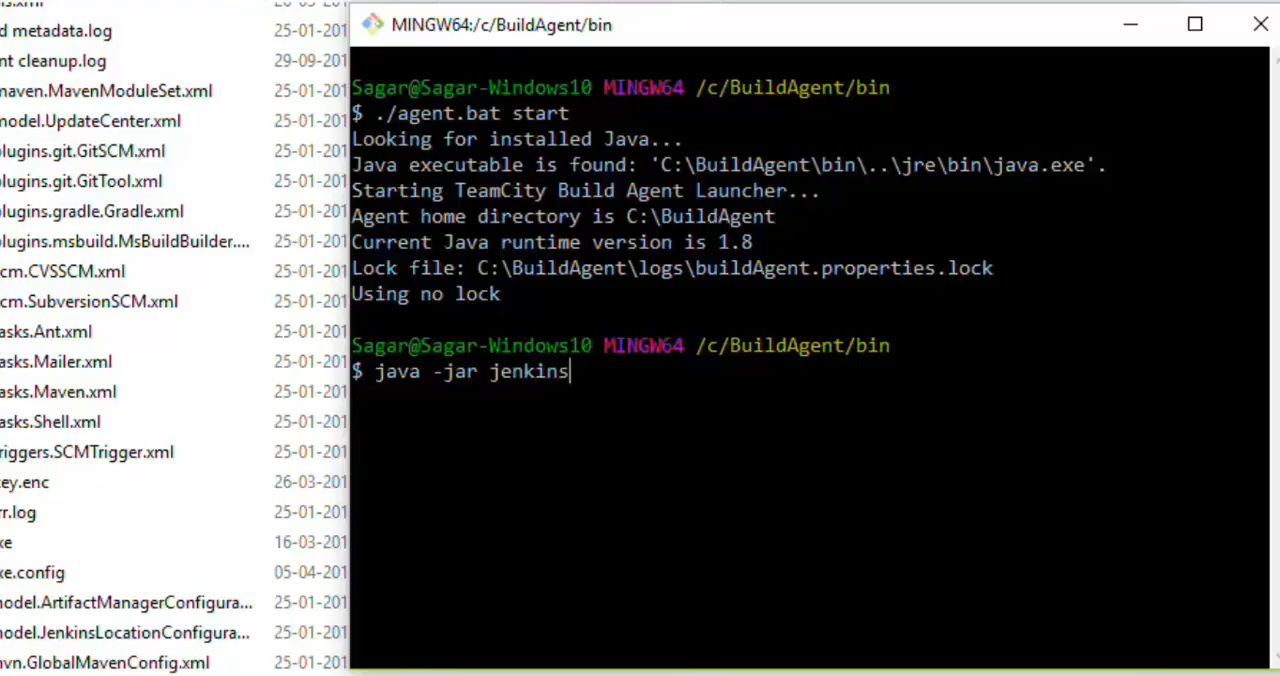 d metadata.log 25-01-201
nt cleanup.log 29-09-201
maven.MavenModuleSet.xml 25-01-201
model.UpdateCenter.xml 25-01-201
plugins.git.GitSCM.xml 25-01-201
plugins.git.GitTool.xml 25-01-201
plugins.gradle.Gradle.xml 25-01-201
plugins.msbuild.MsBuildBuilder.... 25-01-201
cm.CVSSCM.xml 25-01-201
cm.SubversionSCM.xml 25-01-201
asks.Ant.xml 25-01-201
asks.Mailer.xml 25-01-201
asks.Maven.xml 25-01-201
asks.Shell.xml 25-01-201
riggers.SCMTrigger.xml 25-01-201
key.enc 26-03-201
rr.log 25-01-201
xe 16-03-201
xe.config 05-04-201
model.ArtifactManagerConfigura... 25-01-201
model.JenkinsLocationConfigura... 25-01-201
mvn.GlobalMavenConfig.xml 25-01-201
MINGW64:/c/BuildAgent/bin
Sagar@Sagar-Windows10 MINGW64 /c/BuildAgent/bin
$ ./agent.bat start
Looking for installed Java...
Java executable is found: 'C:\BuildAgent\bin\..\jre\bin\java.exe'.
Starting TeamCity Build Agent Launcher...
Agent home directory is C:\BuildAgent
Current Java runtime version is 1.8
Lock file: C:\BuildAgent\logs\buildAgent.properties.lock
Using no lock
Sagar@Sagar-Windows10 MINGW64 /c/BuildAgent/bin
$ java -jar jenkins